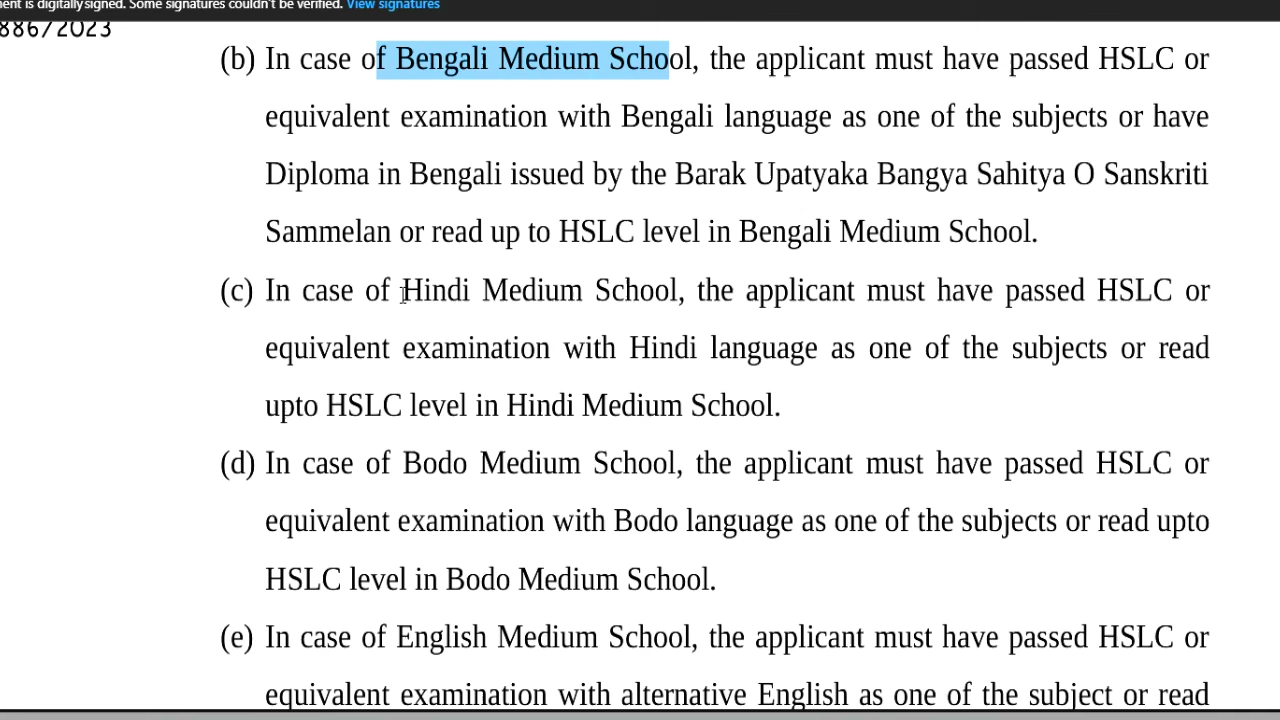 ment is digitally signed. Some signatures couldn't be verified. View signatures
886/2023
(b) In case of Bengali Medium School, the applicant must have passed HSLC or
equivalent examination with Bengali language as one of the subjects or have
Diploma in Bengali issued by the Barak Upatyaka Bangya Sahitya O Sanskriti
Sammelan or read up to HSLC level in Bengali Medium School.
(c) In case of Hindi Medium School, the applicant must have passed HSLC or
equivalent examination with Hindi language as one of the subjects or read
upto HSLC level in Hindi Medium School.
(d) In case of Bodo Medium School, the applicant must have passed HSLC or
equivalent examination with Bodo language as one of the subjects or read upto
HSLC level in Bodo Medium School.
(e) In case of English Medium School, the applicant must have passed HSLC or
equivalent examination with alternative English as one of the subject or read